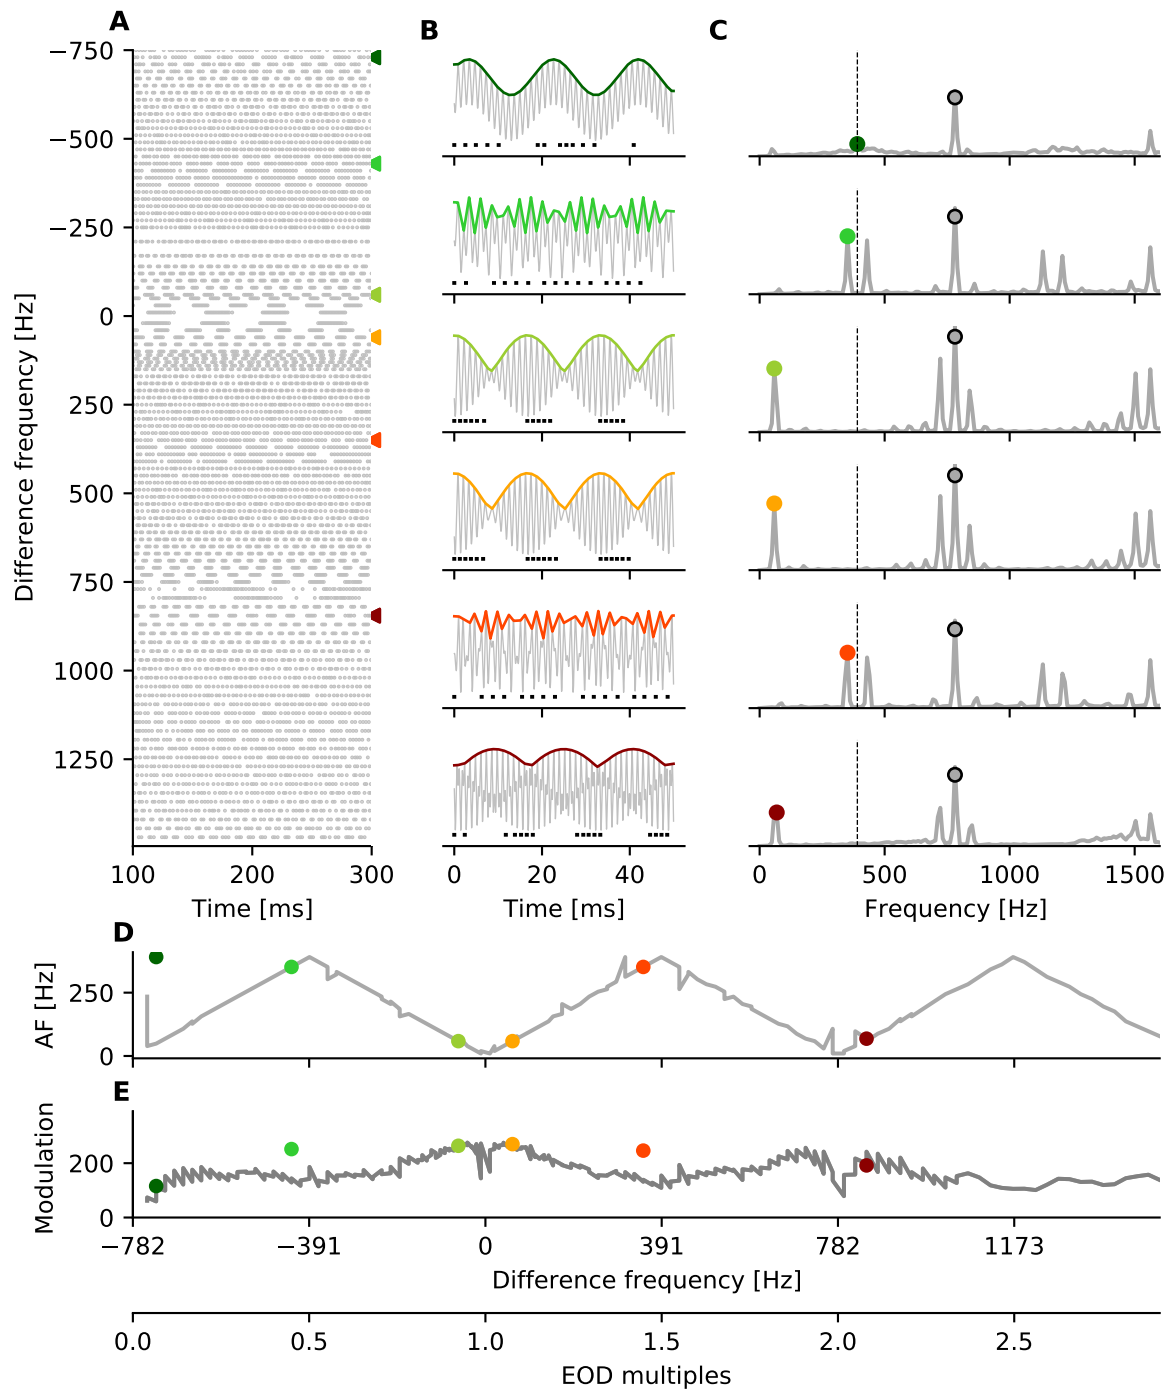 A
B
C
−750
−500
−250
0
250
500
750
1000
1250
Difference frequency [Hz]
100 200 300
0 20 40
0 500 1000 1500
Time [ms]
Time [ms]
Frequency [Hz]
D
250
0
AF [Hz]
E
200
0
Modulation
−782 −391 0 391 782 1173
Difference frequency [Hz]
0.0 0.5 1.0 1.5 2.0 2.5
EOD multiples